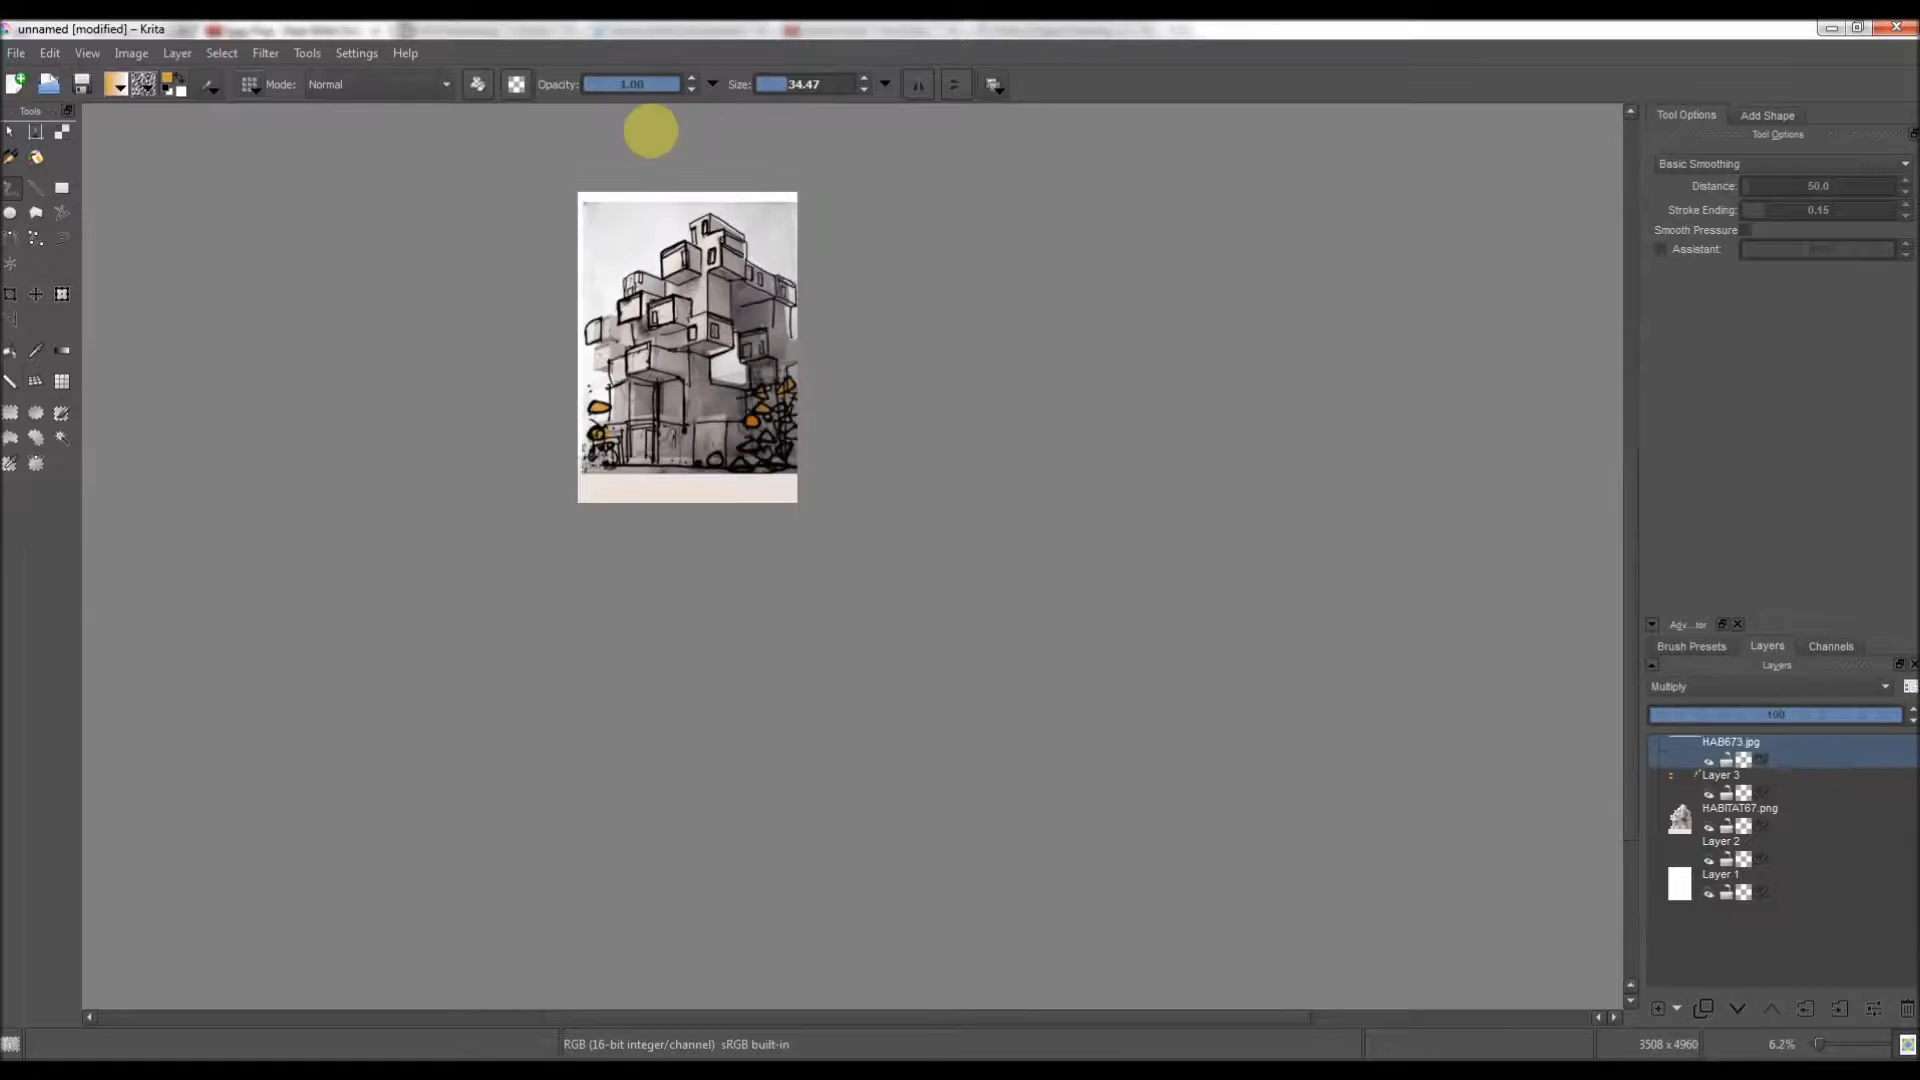 unnamed [modified] – Krita
File Edit View Image Layer Select Filter Tools Settings Help
Mode: Normal Opacity: 1.00 Size: 34.47
Tools
Tool Options Add Shape
Tool Options
Basic Smoothing
Distance: 50.0
Stroke Ending: 0.15
Smooth Pressure
Assistant:
Adv...tor
Brush Presets Layers Channels
Layers
Multiply
100
HAB673.jpg
Layer 3
HABITAT67.png
Layer 2
Layer 1
RGB (16-bit integer/channel) sRGB built-in 3508 x 4960 6.2%